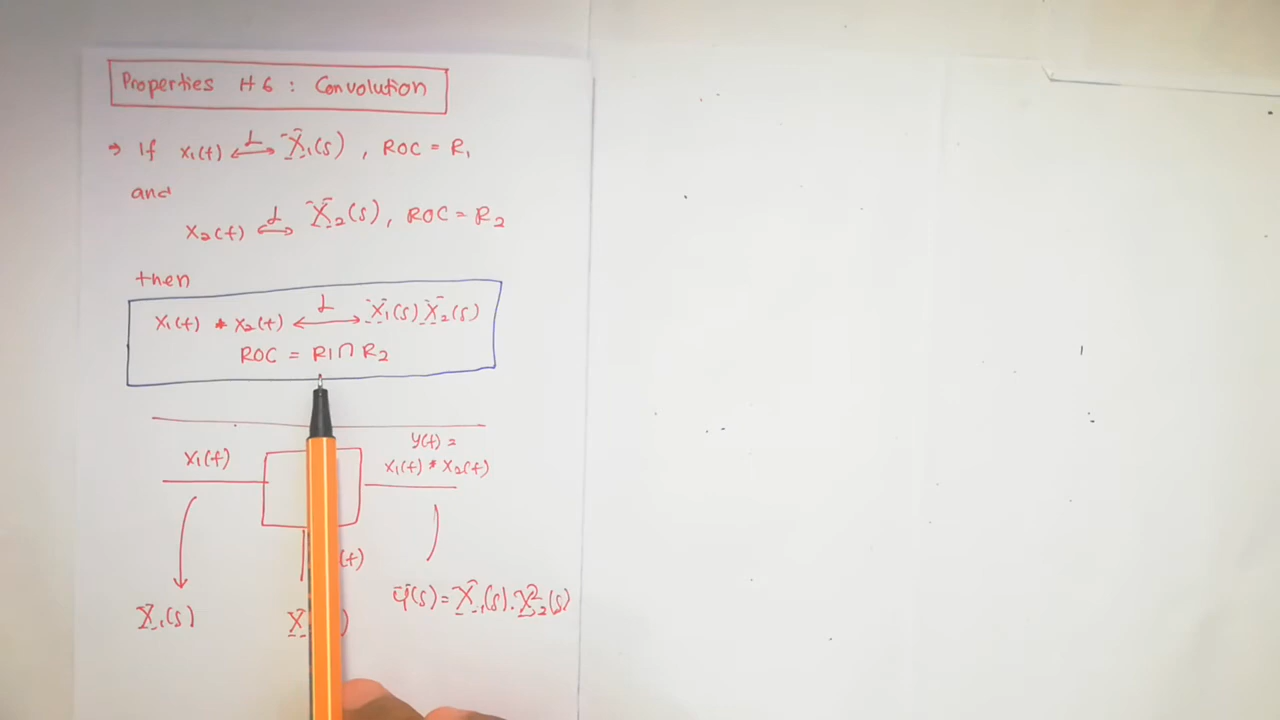 Properties # 6 : Convolution
→ If x₁(t) ⟷ X₁(s), ROC = R₁
L
and
x₂(t) ⟷ X₂(s), ROC = R₂
L
then
x₁(t) * x₂(t) ⟷ X₁(s) X₂(s)
L
ROC = R1 ∩ R₂
x₁(t)
y(t) =
x₁(t) * x₂(t)
(t)
X₁(s)
X
Y(s) = X₁(s) . X₂(s)